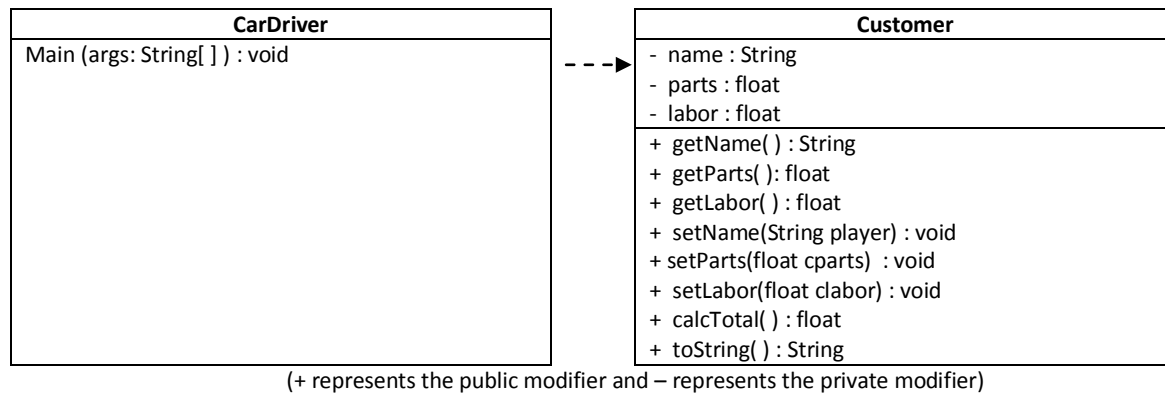 CarDriver
Main (args: String[ ] ) : void
Customer
- name : String
- parts : float
- labor : float
+ getName( ) : String
+ getParts( ): float
+ getLabor( ) : float
+ setName(String player) : void
+ setParts(float cparts) : void
+ setLabor(float clabor) : void
+ calcTotal( ) : float
+ toString( ) : String
(+ represents the public modifier and – represents the private modifier)